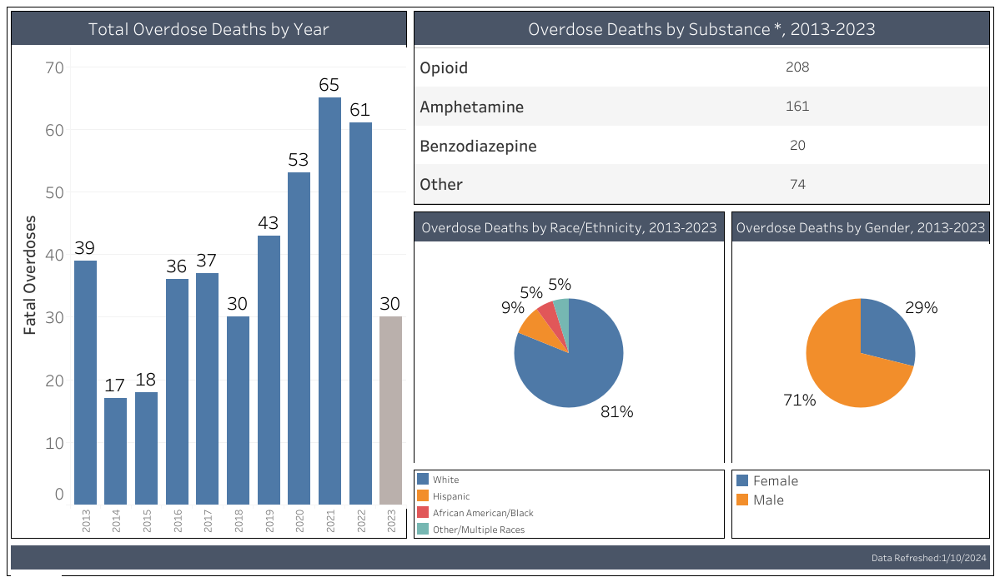 Total Overdose Deaths by Year
Fatal Overdoses
70
60
50
40
30
20
10
0
39
17
18
36
37
30
43
53
65
61
30
2013
2014
2015
2016
2017
2018
2019
2020
2021
2022
2023
Overdose Deaths by Substance *, 2013-2023
Opioid 208
Amphetamine 161
Benzodiazepine 20
Other 74
Overdose Deaths by Race/Ethnicity, 2013-2023
5%
5%
9%
81%
White
Hispanic
African American/Black
Other/Multiple Races
Overdose Deaths by Gender, 2013-2023
29%
71%
Female
Male
Data Refreshed:1/10/2024